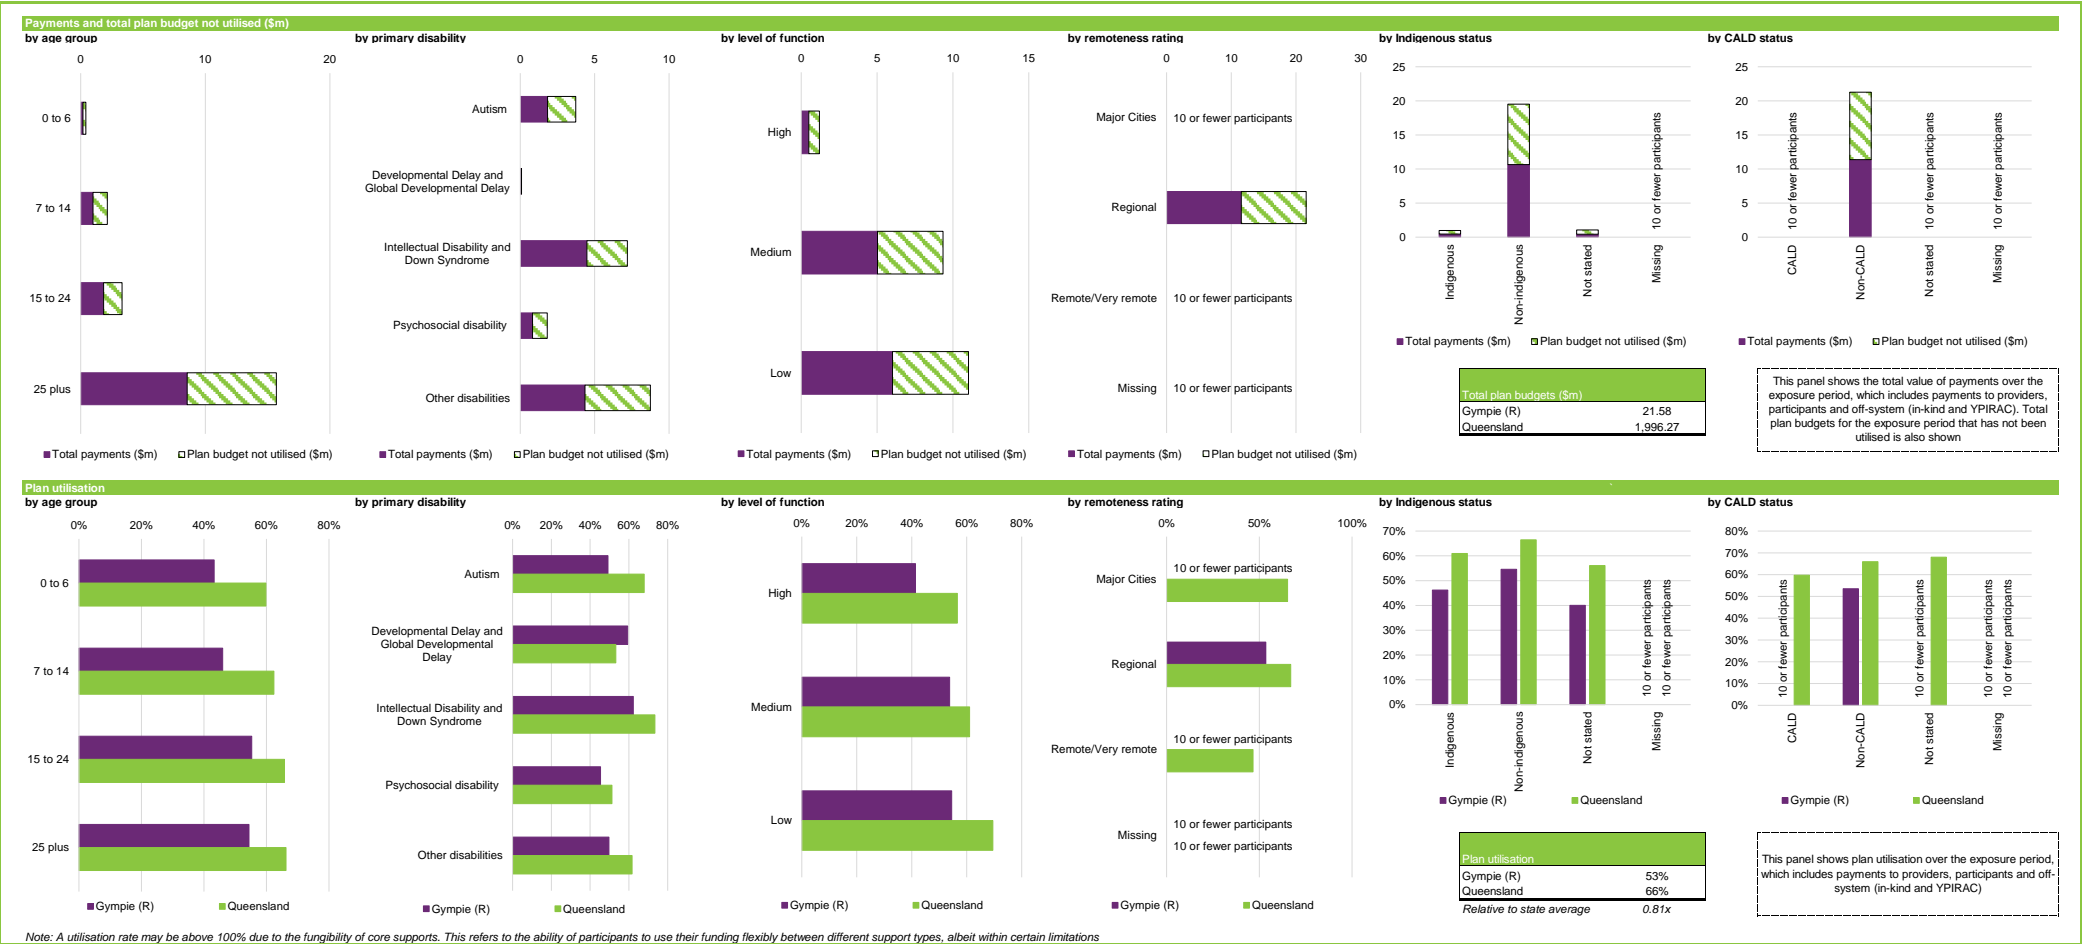 Payments and total plan budget not utilised ($m)
by age group
0 10 20
0 to 6
7 to 14
15 to 24
25 plus
Total payments ($m) Plan budget not utilised ($m)
by primary disability
0 5 10
Autism
Developmental Delay and
Global Developmental Delay
Intellectual Disability and
Down Syndrome
Psychosocial disability
Other disabilities
Total payments ($m) Plan budget not utilised ($m)
by level of function
0 5 10 15
High
Medium
Low
Total payments ($m) Plan budget not utilised ($m)
by remoteness rating
0 10 20 30
Major Cities 10 or fewer participants
Regional
Remote/Very remote 10 or fewer participants
Missing 10 or fewer participants
Total payments ($m) Plan budget not utilised ($m)
by Indigenous status
25
20
15
10
5
0
10 or fewer participants
Indigenous
Non-indigenous
Not stated
Missing
Total payments ($m) Plan budget not utilised ($m)
Total plan budgets ($m)
Gympie (R) 21.58
Queensland 1,996.27
by CALD status
25
20
15
10
5
0
10 or fewer participants
10 or fewer participants
10 or fewer participants
CALD
Non-CALD
Not stated
Missing
Total payments ($m) Plan budget not utilised ($m)
This panel shows the total value of payments over the
exposure period, which includes payments to providers,
participants and off-system (in-kind and YPIRAC). Total
plan budgets for the exposure period that has not been
utilised is also shown
Plan utilisation
by age group
0% 20% 40% 60% 80%
0 to 6
7 to 14
15 to 24
25 plus
Gympie (R) Queensland
by primary disability
0% 20% 40% 60% 80%
Autism
Developmental Delay and
Global Developmental
Delay
Intellectual Disability and
Down Syndrome
Psychosocial disability
Other disabilities
Gympie (R) Queensland
by level of function
0% 20% 40% 60% 80%
High
Medium
Low
Gympie (R) Queensland
by remoteness rating
0% 50% 100%
10 or fewer participants
Major Cities
Regional
10 or fewer participants
Remote/Very remote
10 or fewer participants
Missing
10 or fewer participants
Gympie (R) Queensland
by Indigenous status
70%
60%
50%
40%
30%
20%
10%
0%
10 or fewer participants
10 or fewer participants
Indigenous
Non-indigenous
Not stated
Missing
Gympie (R) Queensland
Plan utilisation
Gympie (R) 53%
Queensland 66%
Relative to state average 0.81x
by CALD status
80%
70%
60%
50%
40%
30%
20%
10%
0%
10 or fewer participants
10 or fewer participants
10 or fewer participants
10 or fewer participants
CALD
Non-CALD
Not stated
Missing
Gympie (R) Queensland
This panel shows plan utilisation over the exposure period,
which includes payments to providers, participants and off-
system (in-kind and YPIRAC)
Note: A utilisation rate may be above 100% due to the fungibility of core supports. This refers to the ability of participants to use their funding flexibly between different support types, albeit within certain limitations